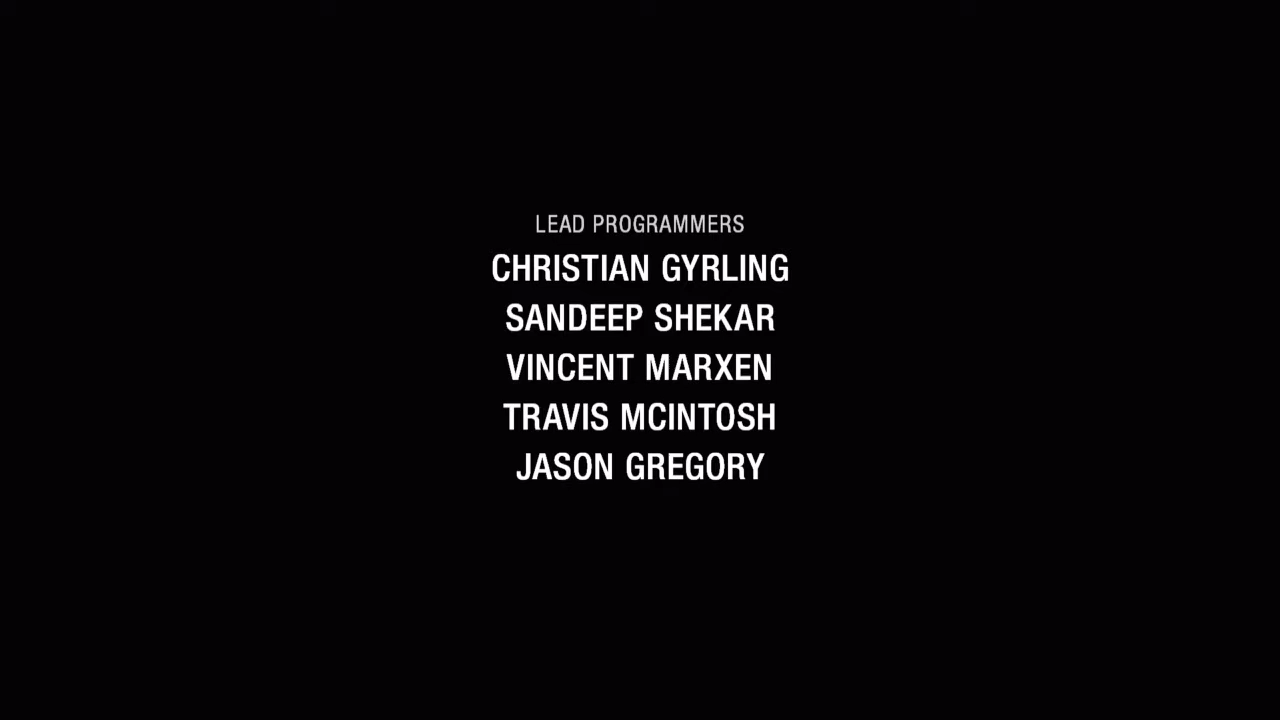 LEAD PROGRAMMERS
CHRISTIAN GYRLING
SANDEEP SHEKAR
VINCENT MARXEN
TRAVIS MCINTOSH
JASON GREGORY